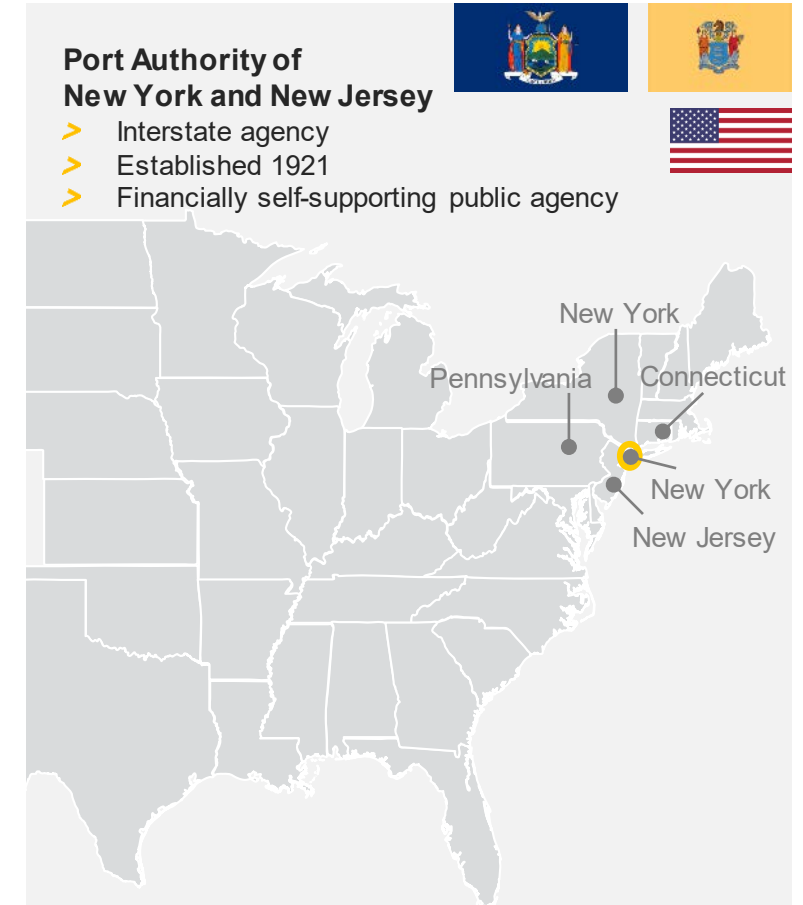 Port Authority of
New York and New Jersey
> Interstate agency
> Established 1921
> Financially self-supporting public agency
New York
Pennsylvania
Connecticut
New York
New Jersey